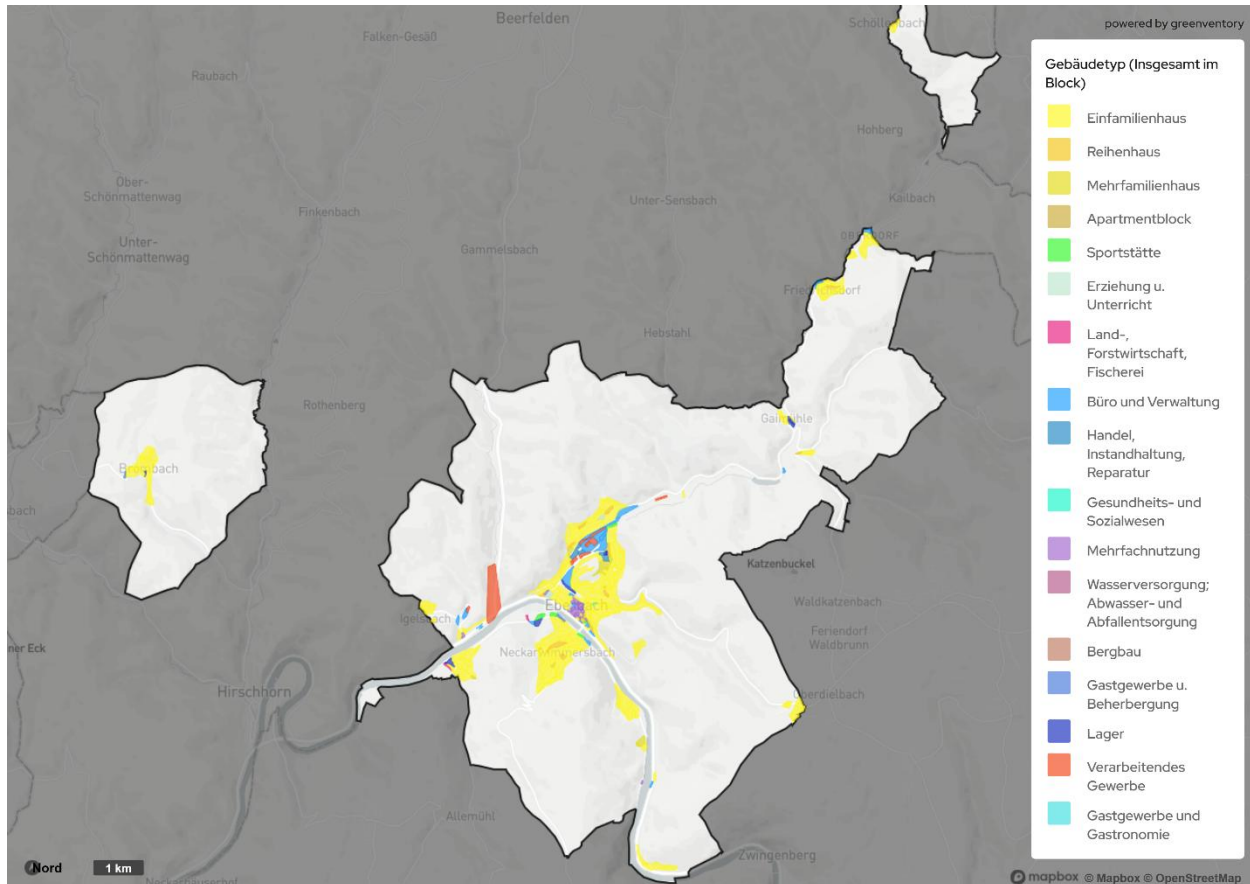 Beerfelden
Schöllenbach
powered by greenventory
Falken-Gesäß
Raubach
Hohberg
Ober-
Schönmattenwag
Finkenbach
Unter-Sensbach
Kailbach
Unter-
Schönmattenwag
Gammelsbach
OBERNDORF
Friedrichsdorf
Hebstahl
Rothenberg
Gaimühle
Brombach
Katzenbuckel
Igelsbach
Eberbach
Waldkatzenbach
Feriendorf
Waldbrunn
Neckarwimmersbach
ner Eck
Hirschhorn
Oberdielbach
Allemühl
Zwingenberg
Neckarhäuserhof
Nord
1 km
Gebäudetyp (Insgesamt im
Block)
Einfamilienhaus
Reihenhaus
Mehrfamilienhaus
Apartmentblock
Sportstätte
Erziehung u.
Unterricht
Land-,
Forstwirtschaft,
Fischerei
Büro und Verwaltung
Handel,
Instandhaltung,
Reparatur
Gesundheits- und
Sozialwesen
Mehrfachnutzung
Wasserversorgung;
Abwasser- und
Abfallentsorgung
Bergbau
Gastgewerbe u.
Beherbergung
Lager
Verarbeitendes
Gewerbe
Gastgewerbe und
Gastronomie
mapbox © Mapbox © OpenStreetMap